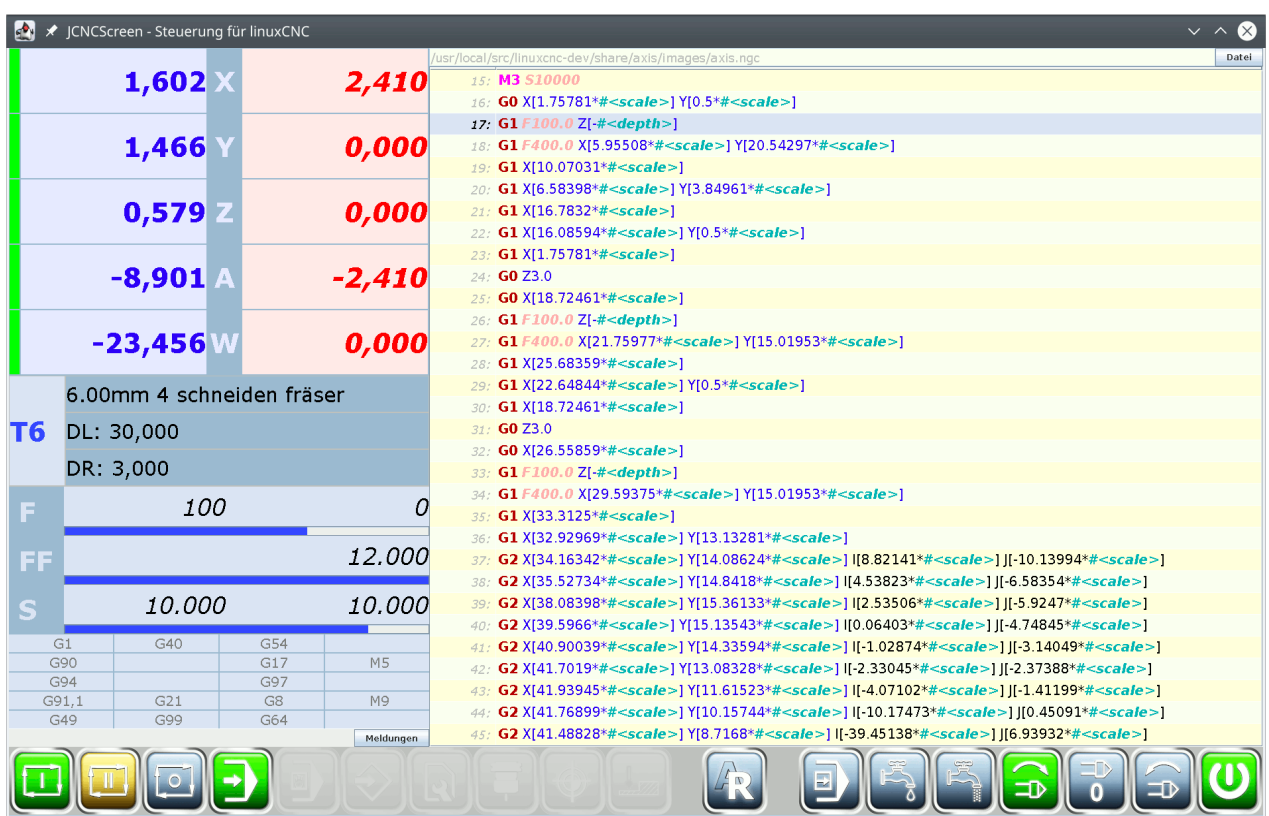 JCNCScreen - Steuerung für linuxCNC
1,602 X 2,410
1,466 Y 0,000
0,579 Z 0,000
-8,901 A -2,410
-23,456 W 0,000
T6
6.00mm 4 schneiden fräser
DL: 30,000
DR: 3,000
F 100 0
FF 12.000
S 10.000 10.000
G1 G40 G54
G90 G17 M5
G94 G97
G91,1 G21 G8 M9
G49 G99 G64
Meldungen
/usr/local/src/linuxcnc-dev/share/axis/images/axis.ngc
Datei
15: M3 S10000
16: G0 X[1.75781*#<scale>] Y[0.5*#<scale>]
17: G1 F100.0 Z[-#<depth>]
18: G1 F400.0 X[5.95508*#<scale>] Y[20.54297*#<scale>]
19: G1 X[10.07031*#<scale>]
20: G1 X[6.58398*#<scale>] Y[3.84961*#<scale>]
21: G1 X[16.7832*#<scale>]
22: G1 X[16.08594*#<scale>] Y[0.5*#<scale>]
23: G1 X[1.75781*#<scale>]
24: G0 Z3.0
25: G0 X[18.72461*#<scale>]
26: G1 F100.0 Z[-#<depth>]
27: G1 F400.0 X[21.75977*#<scale>] Y[15.01953*#<scale>]
28: G1 X[25.68359*#<scale>]
29: G1 X[22.64844*#<scale>] Y[0.5*#<scale>]
30: G1 X[18.72461*#<scale>]
31: G0 Z3.0
32: G0 X[26.55859*#<scale>]
33: G1 F100.0 Z[-#<depth>]
34: G1 F400.0 X[29.59375*#<scale>] Y[15.01953*#<scale>]
35: G1 X[33.3125*#<scale>]
36: G1 X[32.92969*#<scale>] Y[13.13281*#<scale>]
37: G2 X[34.16342*#<scale>] Y[14.08624*#<scale>] I[8.82141*#<scale>] J[-10.13994*#<scale>]
38: G2 X[35.52734*#<scale>] Y[14.8418*#<scale>] I[4.53823*#<scale>] J[-6.58354*#<scale>]
39: G2 X[38.08398*#<scale>] Y[15.36133*#<scale>] I[2.53506*#<scale>] J[-5.9247*#<scale>]
40: G2 X[39.5966*#<scale>] Y[15.13543*#<scale>] I[0.06403*#<scale>] J[-4.74845*#<scale>]
41: G2 X[40.90039*#<scale>] Y[14.33594*#<scale>] I[-1.02874*#<scale>] J[-3.14049*#<scale>]
42: G2 X[41.7019*#<scale>] Y[13.08328*#<scale>] I[-2.33045*#<scale>] J[-2.37388*#<scale>]
43: G2 X[41.93945*#<scale>] Y[11.61523*#<scale>] I[-4.07102*#<scale>] J[-1.41199*#<scale>]
44: G2 X[41.76899*#<scale>] Y[10.15744*#<scale>] I[-10.17473*#<scale>] J[0.45091*#<scale>]
45: G2 X[41.48828*#<scale>] Y[8.7168*#<scale>] I[-39.45138*#<scale>] J[6.93932*#<scale>]
I II O AR 0